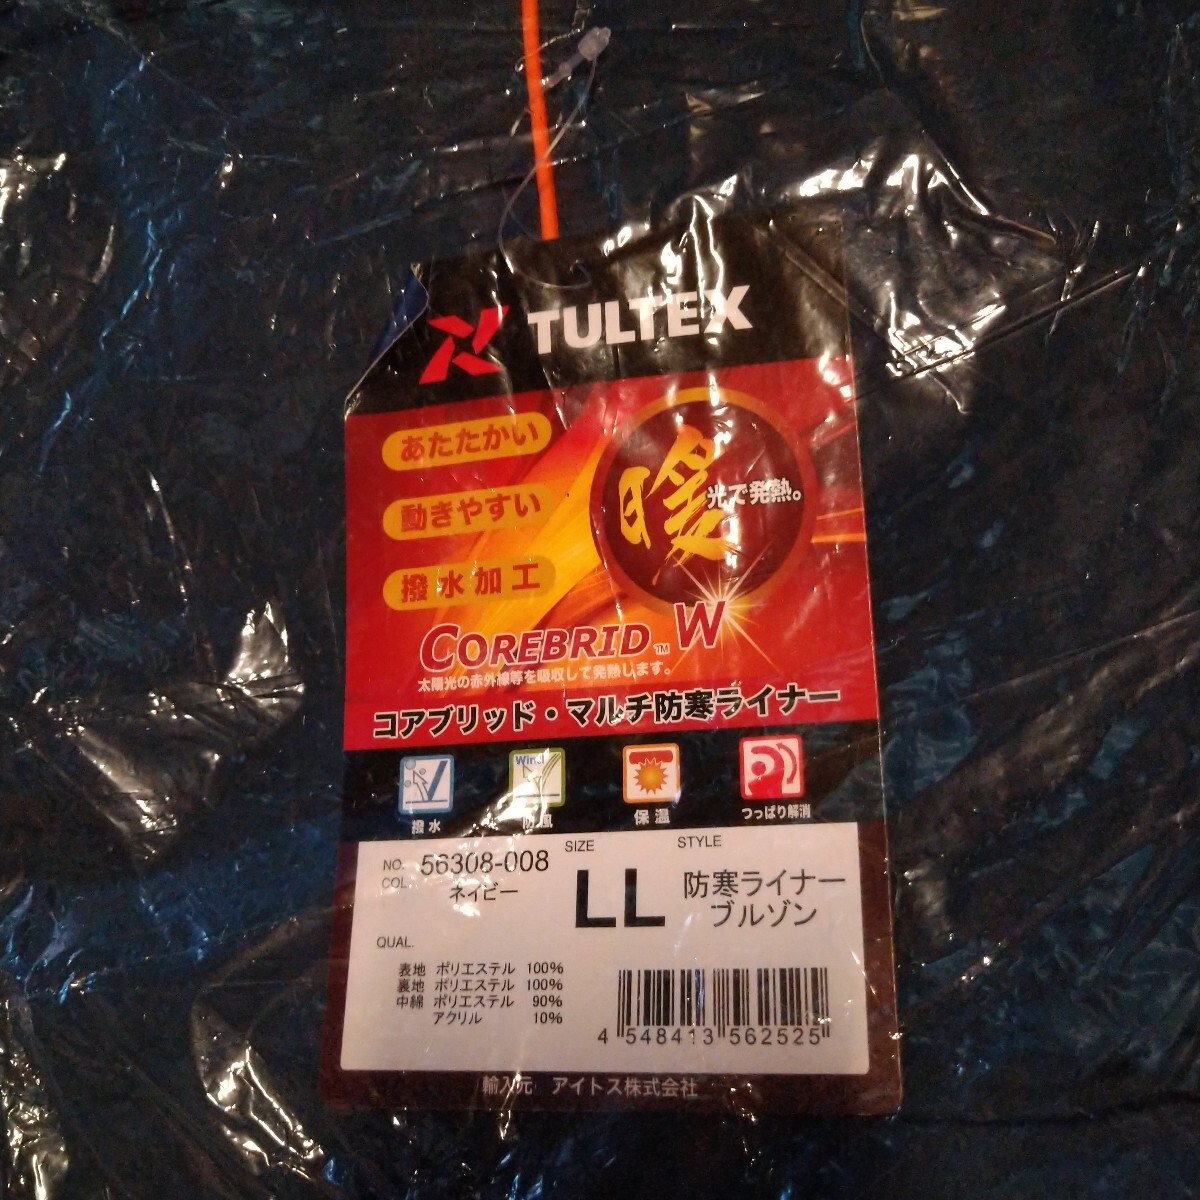 TULTEX
あたたかい
動きやすい
撥水加工
暖
光で発熱。
COREBRID™ W
太陽光の赤外線等を吸収して発熱します。
コアブリッド・マルチ防寒ライナー
Wind
撥水 防風 保温 つっぱり解消
NO. 56308-008
COL. ネイビー
SIZE
LL
STYLE
防寒ライナー
ブルゾン
QUAL.
表地 ポリエステル 100%
裏地 ポリエステル 100%
中綿 ポリエステル 90%
アクリル 10%
4 548413 562525
輸入元 アイトス株式会社